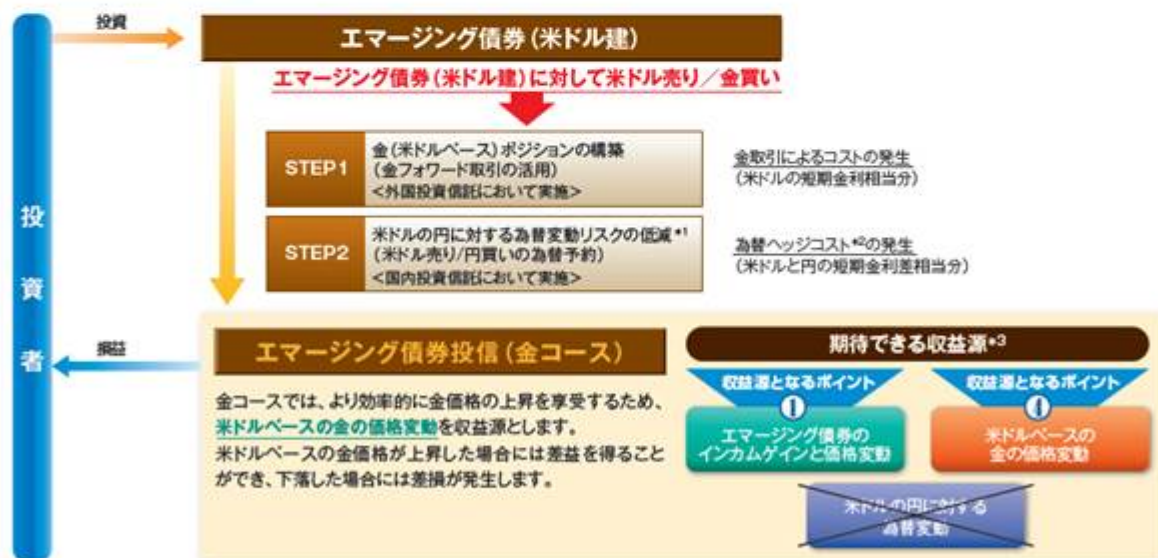 投資
エマージング債券(米ドル建)
エマージング債券(米ドル建)に対して米ドル売り/金買い
STEP1
金(米ドルベース)ポジションの構築
(金フォワード取引の活用)
<外国投資信託において実施>
金取引によるコストの発生
(米ドルの短期金利相当分)
STEP2
米ドルの円に対する為替変動リスクの低減*1
(米ドル売り/円買いの為替予約)
<国内投資信託において実施>
為替ヘッジコスト*2の発生
(米ドルと円の短期金利差相当分)
投資者
損益
エマージング債券投信(金コース)
金コースでは、より効率的に金価格の上昇を享受するため、
米ドルベースの金の価格変動を収益源とします。
米ドルベースの金価格が上昇した場合には差益を得ること
ができ、下落した場合には差損が発生します。
期待できる収益源*3
収益源となるポイント
1
エマージング債券の
インカムゲインと価格変動
収益源となるポイント
4
米ドルベースの
金の価格変動
米ドルの円に対する
為替変動